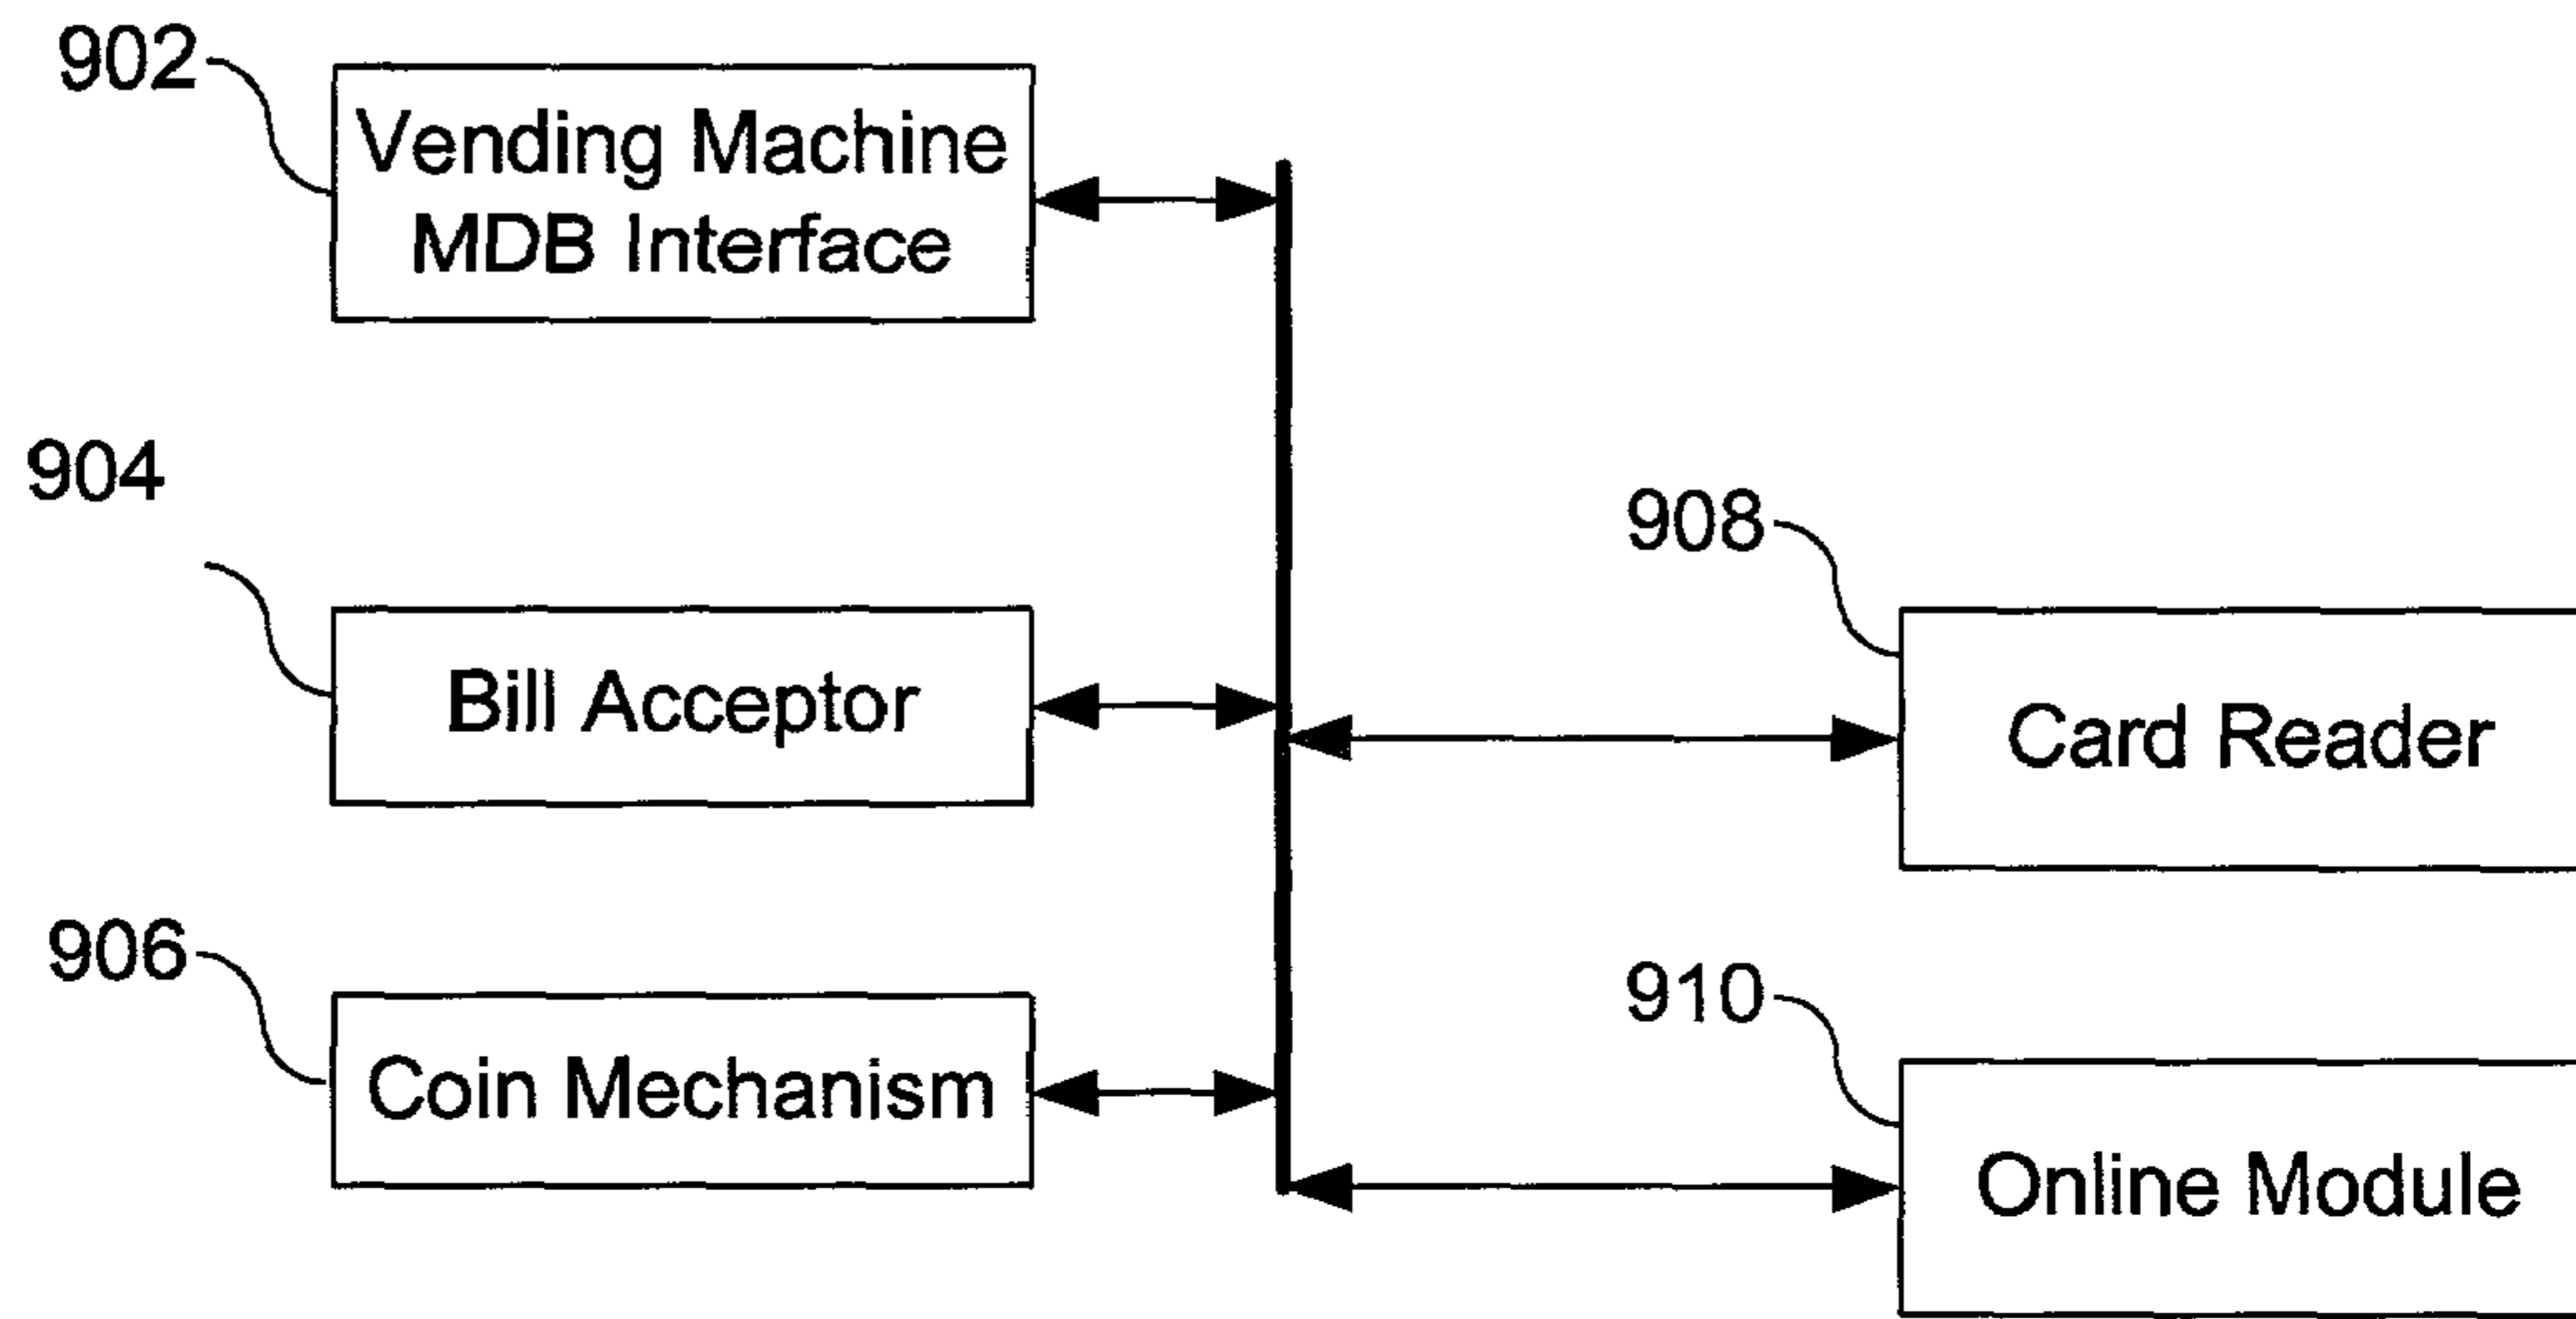 902
Vending Machine
MDB Interface
904
Bill Acceptor
908
Card Reader
906
Coin Mechanism
910
Online Module